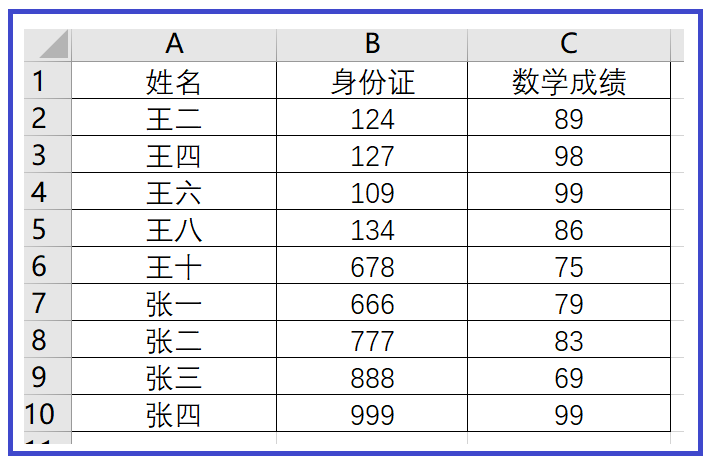 A B C
1 姓名 身份证 数学成绩
2 王二 124 89
3 王四 127 98
4 王六 109 99
5 王八 134 86
6 王十 678 75
7 张一 666 79
8 张二 777 83
9 张三 888 69
10 张四 999 99